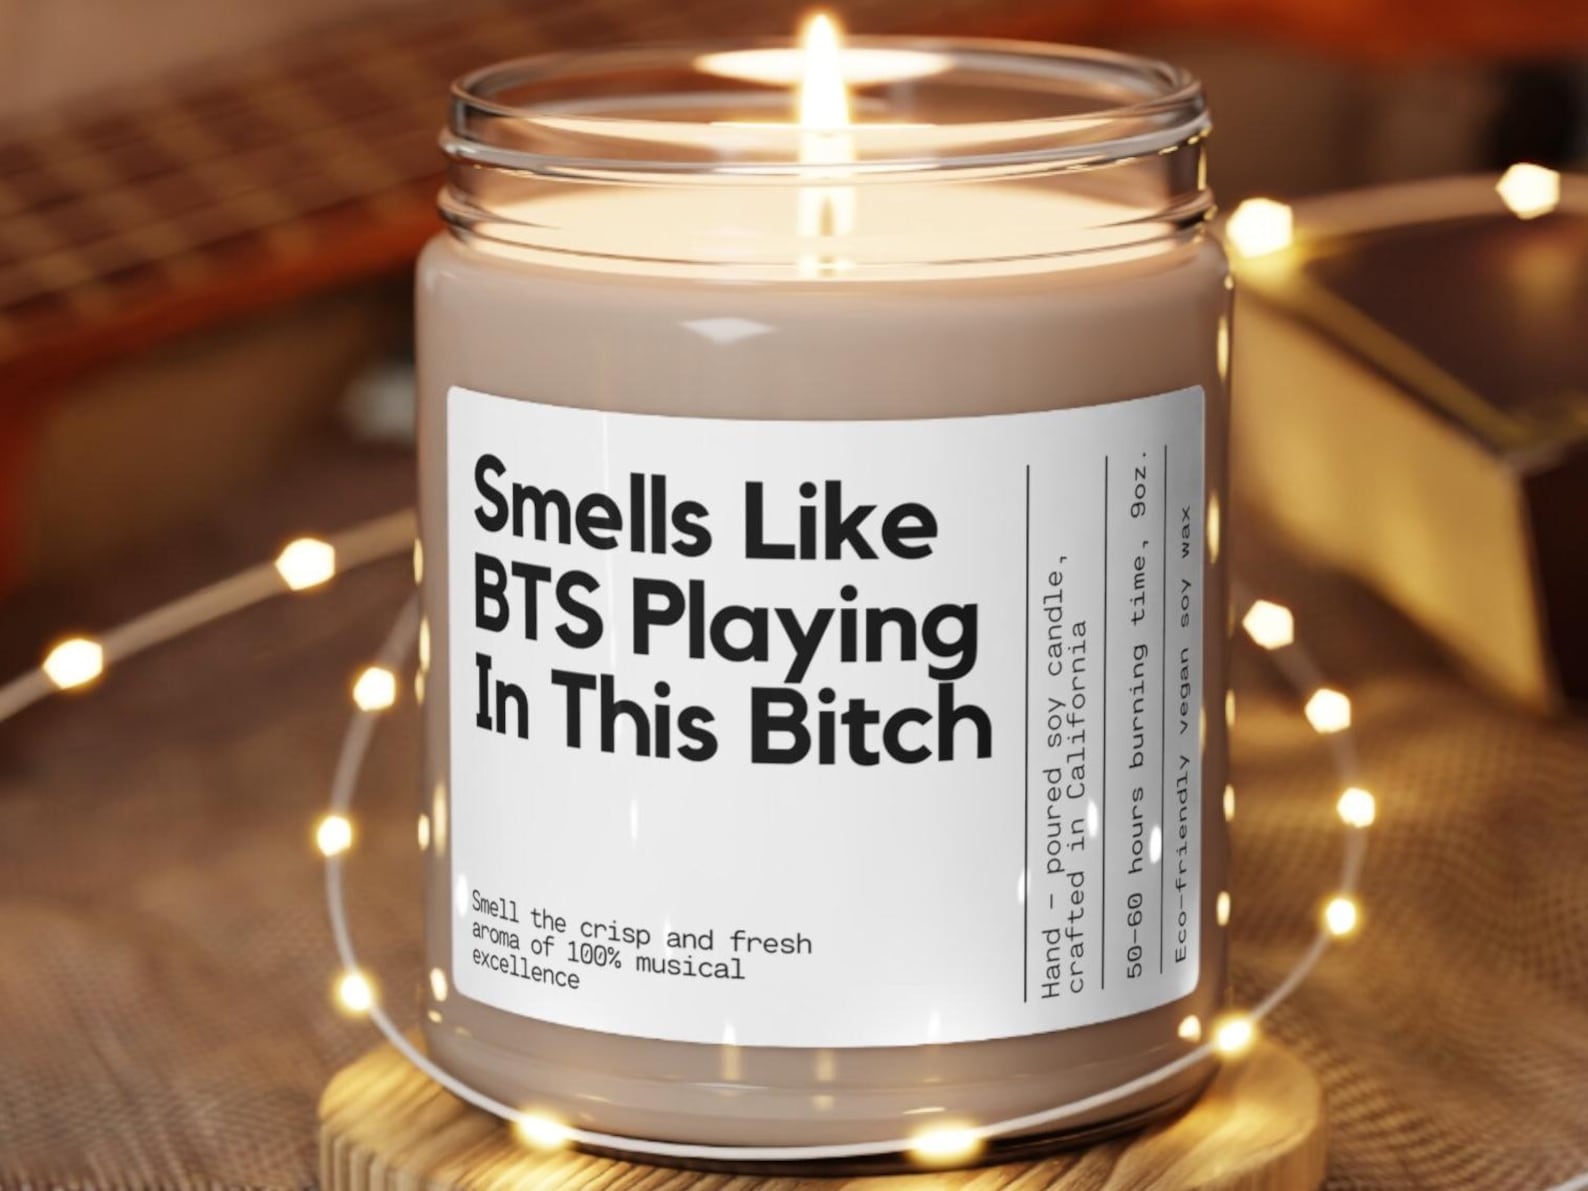 Smells Like
BTS Playing
In This Bitch
Smell the crisp and fresh
aroma of 100% musical
excellence
Hand - poured soy candle,
crafted in California
50-60 hours burning time, 9oz.
Eco-friendly vegan soy wax